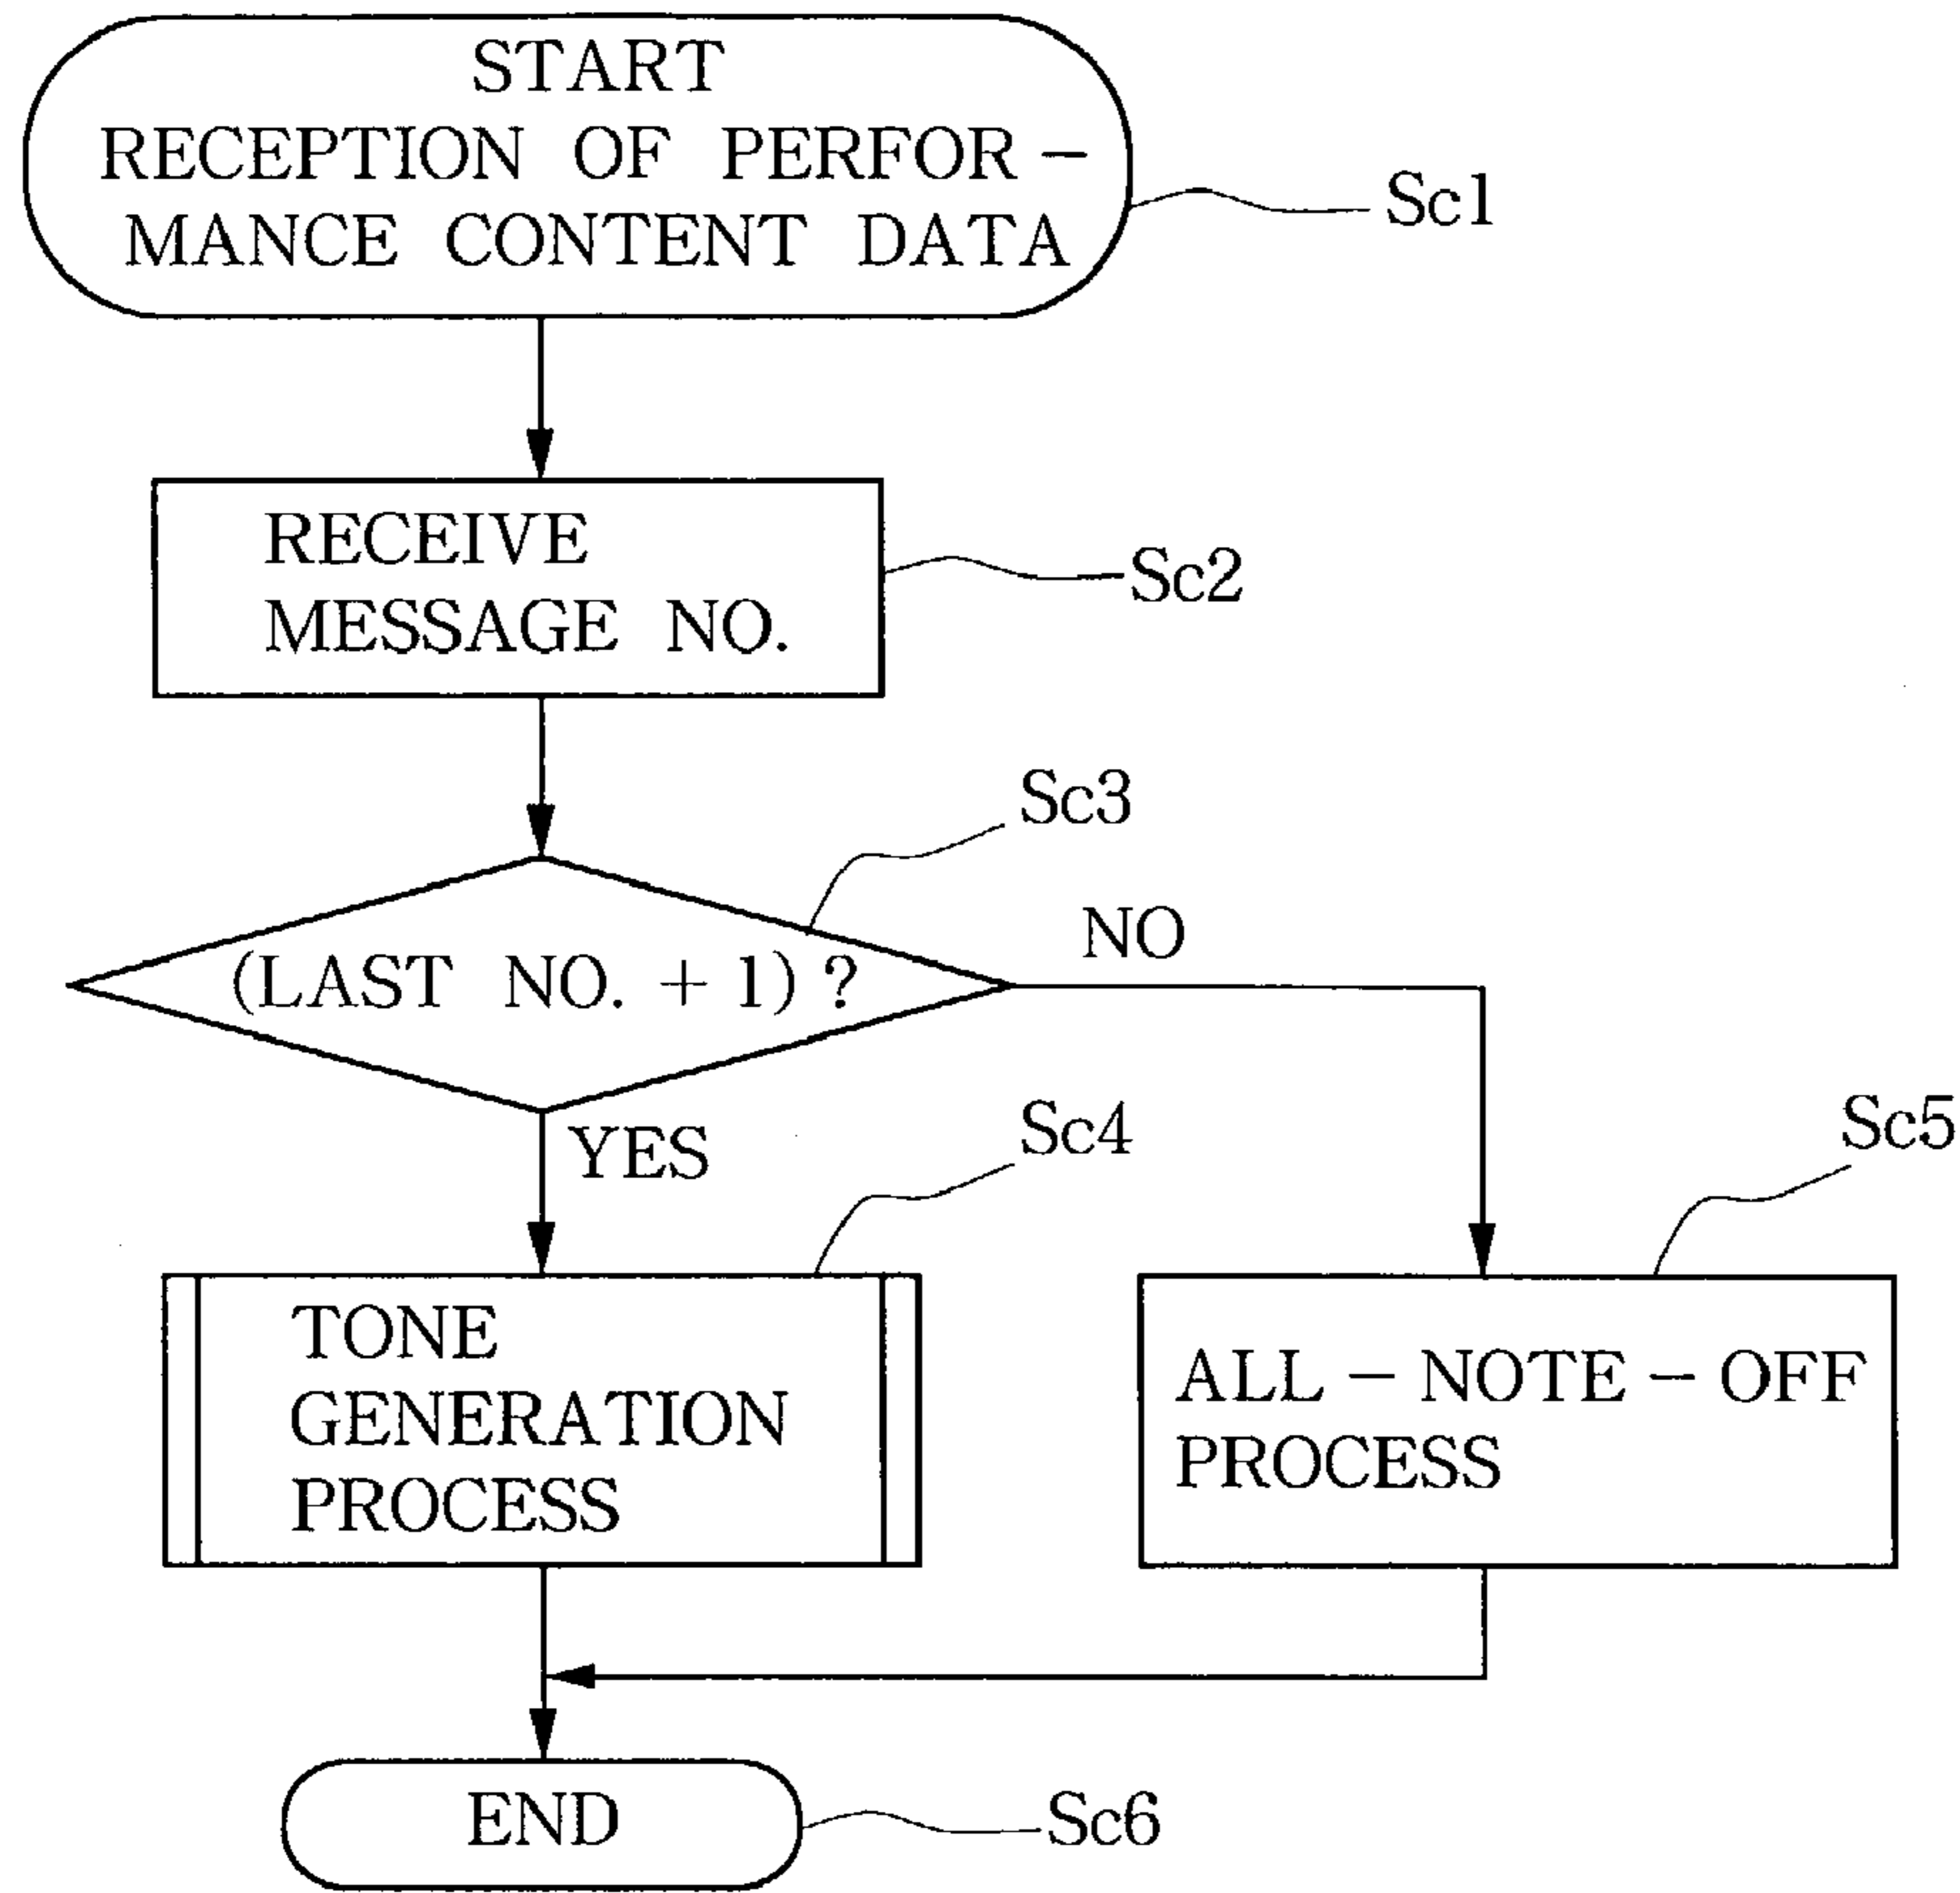 START
RECEPTION OF PERFOR-
MANCE CONTENT DATA
Sc1
RECEIVE
MESSAGE NO.
Sc2
Sc3
(LAST NO. + 1) ?
NO
YES
Sc4
Sc5
TONE
GENERATION
PROCESS
ALL-NOTE-OFF
PROCESS
END
Sc6